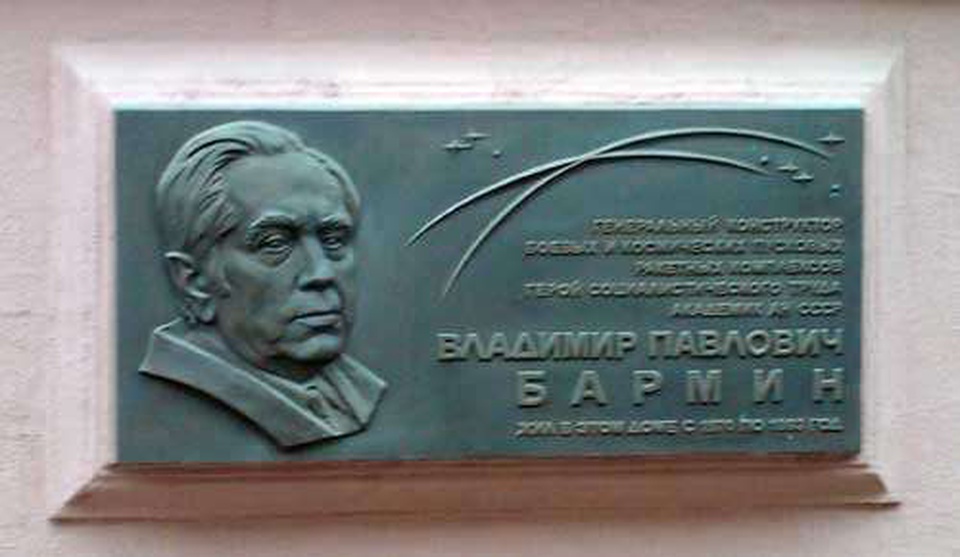 ГЕНЕРАЛЬНЫЙ КОНСТРУКТОР
БОЕВЫХ И КОСМИЧЕСКИХ ПУСКОВЫХ
РАКЕТНЫХ КОМПЛЕКСОВ
ГЕРОЙ СОЦИАЛИСТИЧЕСКОГО ТРУДА
АКАДЕМИК АН СССР
ВЛАДИМИР ПАВЛОВИЧ
БАРМИН
ЖИЛ В ЭТОМ ДОМЕ С ПО ГОД